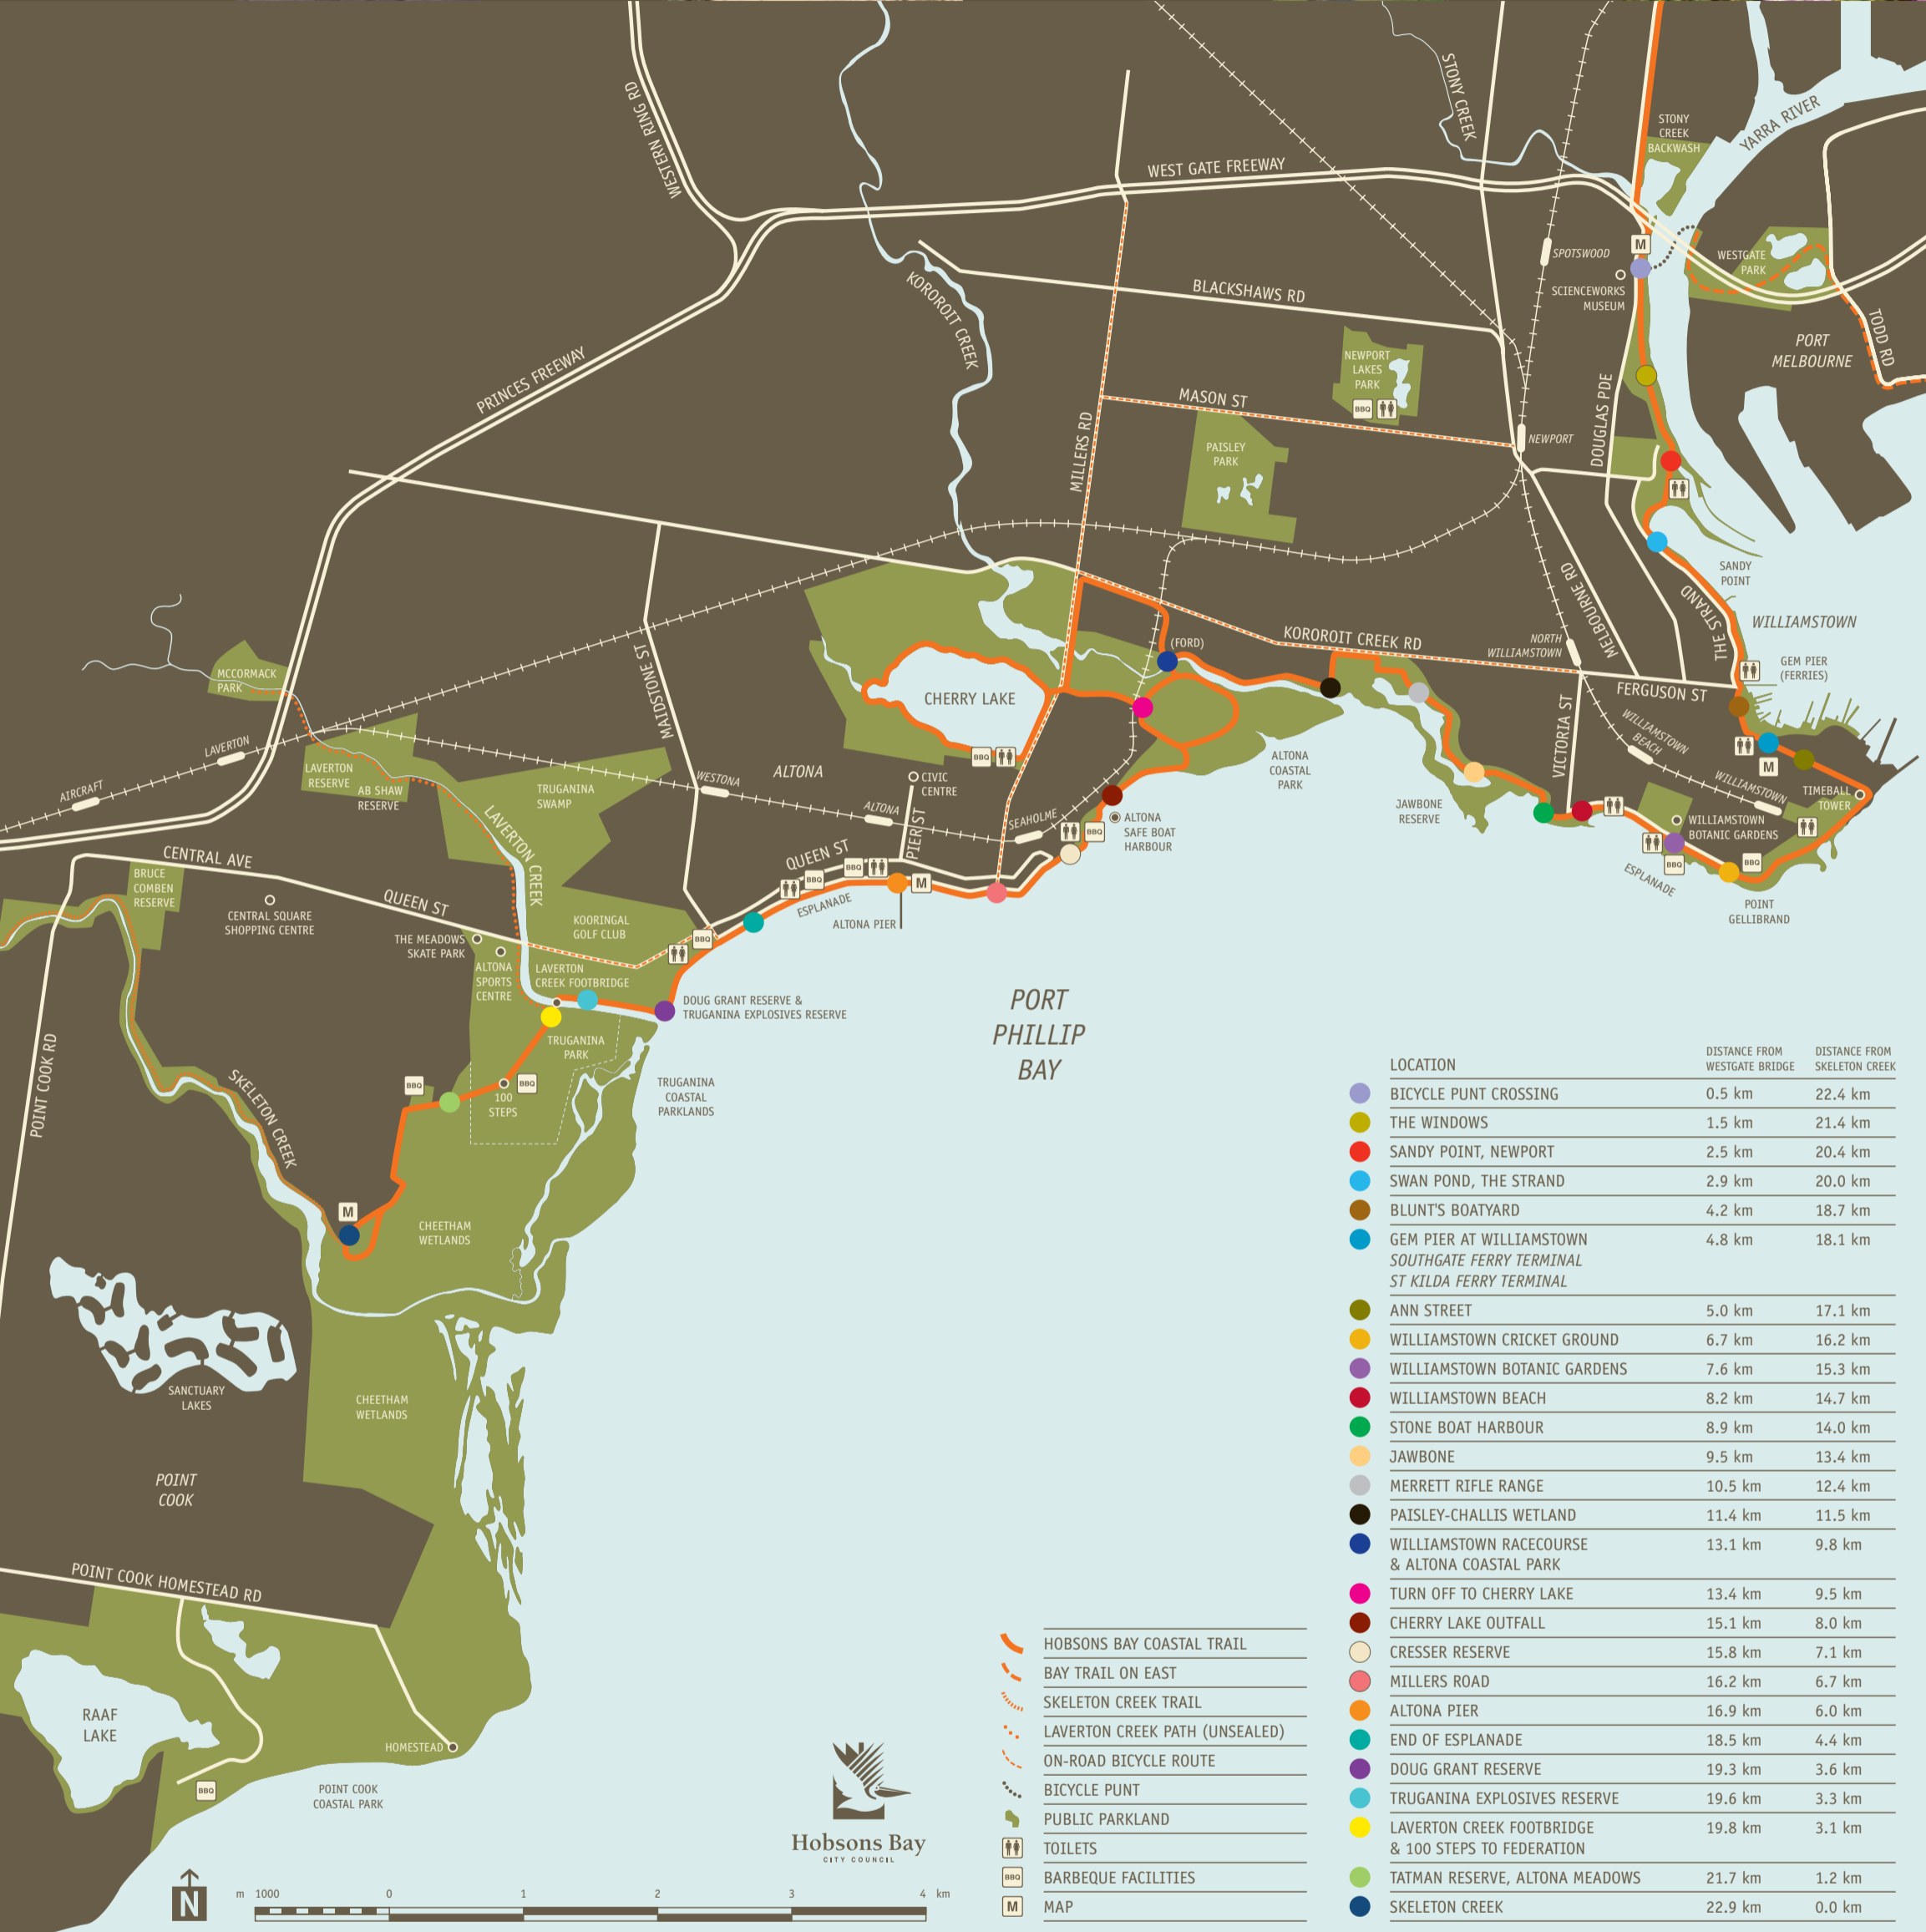 WESTERN RING RD
STONY CREEK
YARRA RIVER
STONY
CREEK
BACKWASH
WEST GATE FREEWAY
M
SPOTSWOOD
WESTGATE
PARK
SCIENCEWORKS
MUSEUM
KOROROIT CREEK
BLACKSHAWS RD
TODD RD
PORT
MELBOURNE
PRINCES FREEWAY
NEWPORT
LAKES
PARK
BBQ
MASON ST
DOUGLAS PDE
MILLERS RD
NEWPORT
PAISLEY
PARK
SANDY
POINT
MELBOURNE RD
THE STRAND
WILLIAMSTOWN
(FORD)
KOROROIT CREEK RD
NORTH
WILLIAMSTOWN
GEM PIER
(FERRIES)
FERGUSON ST
MCCORMACK
PARK
MAIDSTONE ST
CHERRY LAKE
BBQ
VICTORIA ST
WILLIAMSTOWN
BEACH
M
LAVERTON
LAVERTON
RESERVE
AB SHAW
RESERVE
AIRCRAFT
TRUGANINA
SWAMP
WESTONA
ALTONA
CIVIC
CENTRE
ALTONA
ALTONA
COASTAL
PARK
JAWBONE
RESERVE
WILLIAMSTOWN
TIMEBALL
TOWER
WILLIAMSTOWN
BOTANIC GARDENS
SEAHOLME
BBQ
ALTONA
SAFE BOAT
HARBOUR
LAVERTON CREEK
PIER ST
QUEEN ST
BBQ
BBQ
M
ESPLANADE
ALTONA PIER
BBQ
BBQ
ESPLANADE
POINT
GELLIBRAND
CENTRAL AVE
BRUCE
COMBEN
RESERVE
CENTRAL SQUARE
SHOPPING CENTRE
QUEEN ST
KOORINGAL
GOLF CLUB
BBQ
THE MEADOWS
SKATE PARK
ALTONA
SPORTS
CENTRE
LAVERTON
CREEK FOOTBRIDGE
DOUG GRANT RESERVE &
TRUGANINA EXPLOSIVES RESERVE
PORT
PHILLIP
BAY
TRUGANINA
PARK
POINT COOK RD
SKELETON CREEK
BBQ
BBQ
100
STEPS
TRUGANINA
COASTAL
PARKLANDS
M
CHEETHAM
WETLANDS
SANCTUARY
LAKES
CHEETHAM
WETLANDS
POINT
COOK
POINT COOK HOMESTEAD RD
RAAF
LAKE
HOMESTEAD
BBQ
POINT COOK
COASTAL PARK
N
m 1000 0 1 2 3 4 km
Hobsons Bay
CITY COUNCIL
HOBSONS BAY COASTAL TRAIL
BAY TRAIL ON EAST
SKELETON CREEK TRAIL
LAVERTON CREEK PATH (UNSEALED)
ON-ROAD BICYCLE ROUTE
BICYCLE PUNT
PUBLIC PARKLAND
TOILETS
BBQ BARBEQUE FACILITIES
M MAP
LOCATION DISTANCE FROM WESTGATE BRIDGE DISTANCE FROM SKELETON CREEK
BICYCLE PUNT CROSSING 0.5 km 22.4 km
THE WINDOWS 1.5 km 21.4 km
SANDY POINT, NEWPORT 2.5 km 20.4 km
SWAN POND, THE STRAND 2.9 km 20.0 km
BLUNT'S BOATYARD 4.2 km 18.7 km
GEM PIER AT WILLIAMSTOWN 4.8 km 18.1 km
SOUTHGATE FERRY TERMINAL
ST KILDA FERRY TERMINAL
ANN STREET 5.0 km 17.1 km
WILLIAMSTOWN CRICKET GROUND 6.7 km 16.2 km
WILLIAMSTOWN BOTANIC GARDENS 7.6 km 15.3 km
WILLIAMSTOWN BEACH 8.2 km 14.7 km
STONE BOAT HARBOUR 8.9 km 14.0 km
JAWBONE 9.5 km 13.4 km
MERRETT RIFLE RANGE 10.5 km 12.4 km
PAISLEY-CHALLIS WETLAND 11.4 km 11.5 km
WILLIAMSTOWN RACECOURSE 13.1 km 9.8 km
& ALTONA COASTAL PARK
TURN OFF TO CHERRY LAKE 13.4 km 9.5 km
CHERRY LAKE OUTFALL 15.1 km 8.0 km
CRESSER RESERVE 15.8 km 7.1 km
MILLERS ROAD 16.2 km 6.7 km
ALTONA PIER 16.9 km 6.0 km
END OF ESPLANADE 18.5 km 4.4 km
DOUG GRANT RESERVE 19.3 km 3.6 km
TRUGANINA EXPLOSIVES RESERVE 19.6 km 3.3 km
LAVERTON CREEK FOOTBRIDGE 19.8 km 3.1 km
& 100 STEPS TO FEDERATION
TATMAN RESERVE, ALTONA MEADOWS 21.7 km 1.2 km
SKELETON CREEK 22.9 km 0.0 km